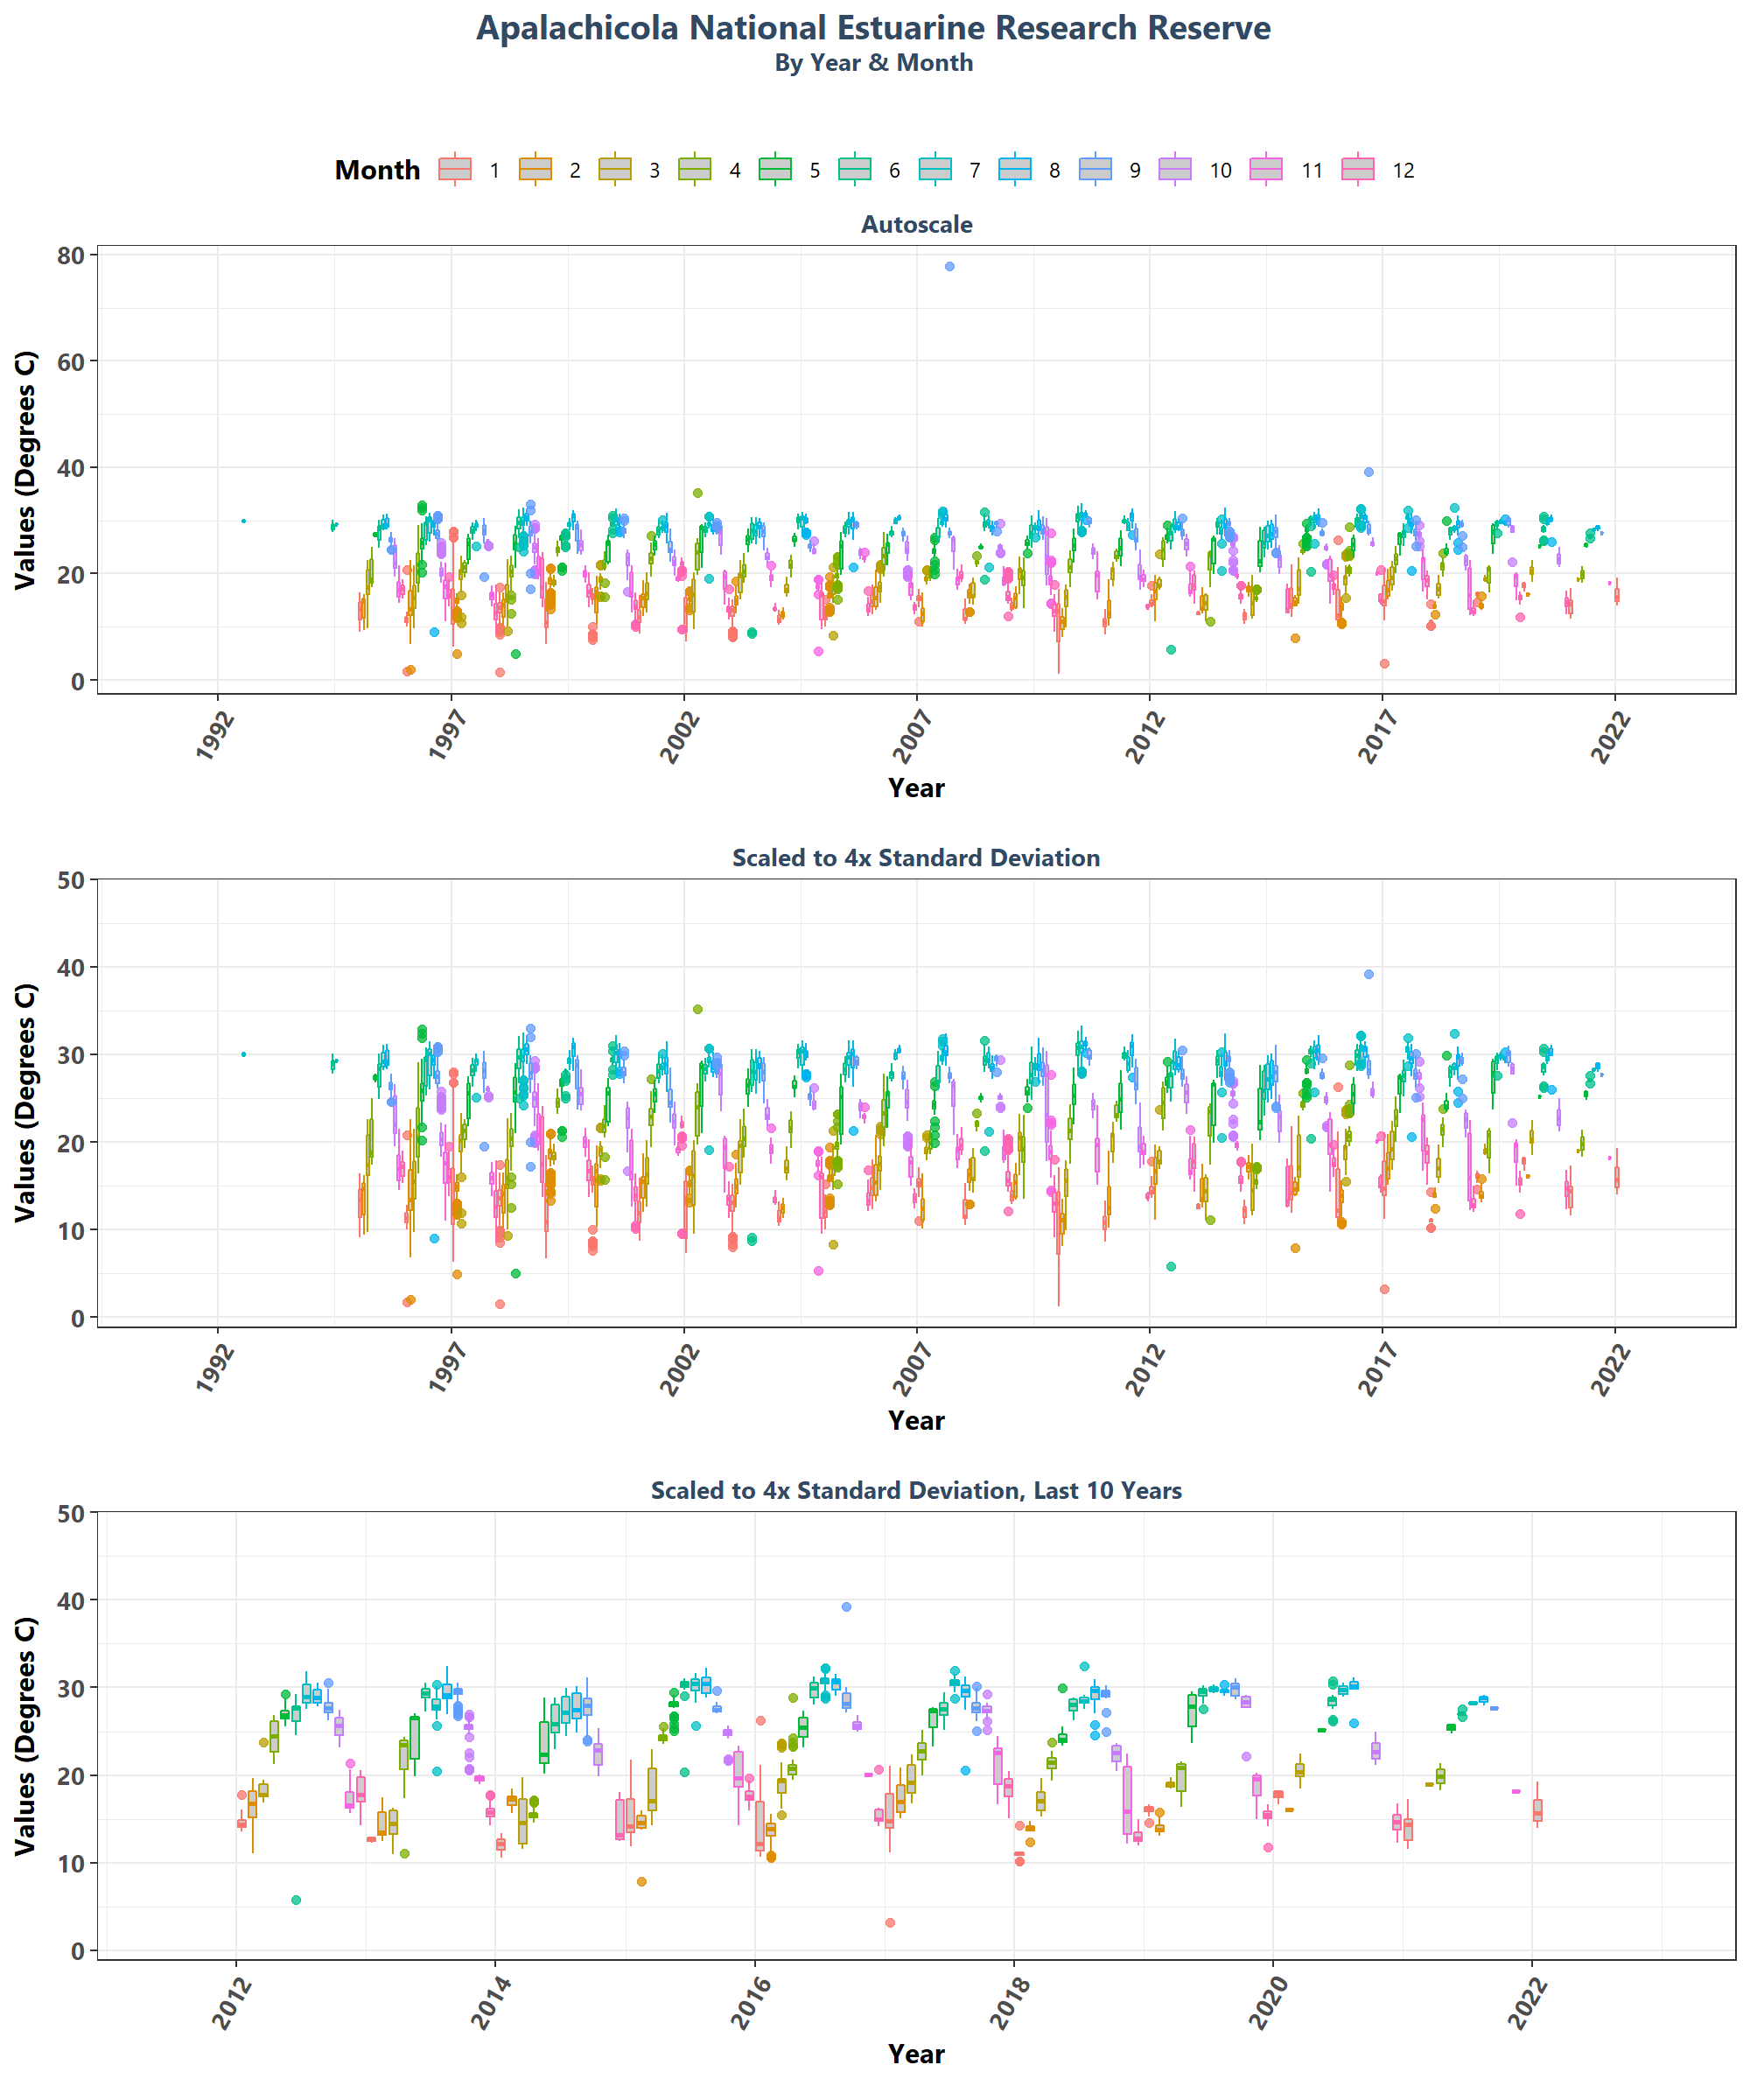 Apalachicola National Estuarine Research Reserve
By Year & Month
Month 1 2 3 4 5 6 7 8 9 10 11 12
Autoscale
Values (Degrees C)
80
60
40
20
0
1992 1997 2002 2007 2012 2017 2022
Year
Scaled to 4x Standard Deviation
Values (Degrees C)
50
40
30
20
10
0
1992 1997 2002 2007 2012 2017 2022
Year
Scaled to 4x Standard Deviation, Last 10 Years
Values (Degrees C)
50
40
30
20
10
0
2012 2014 2016 2018 2020 2022
Year